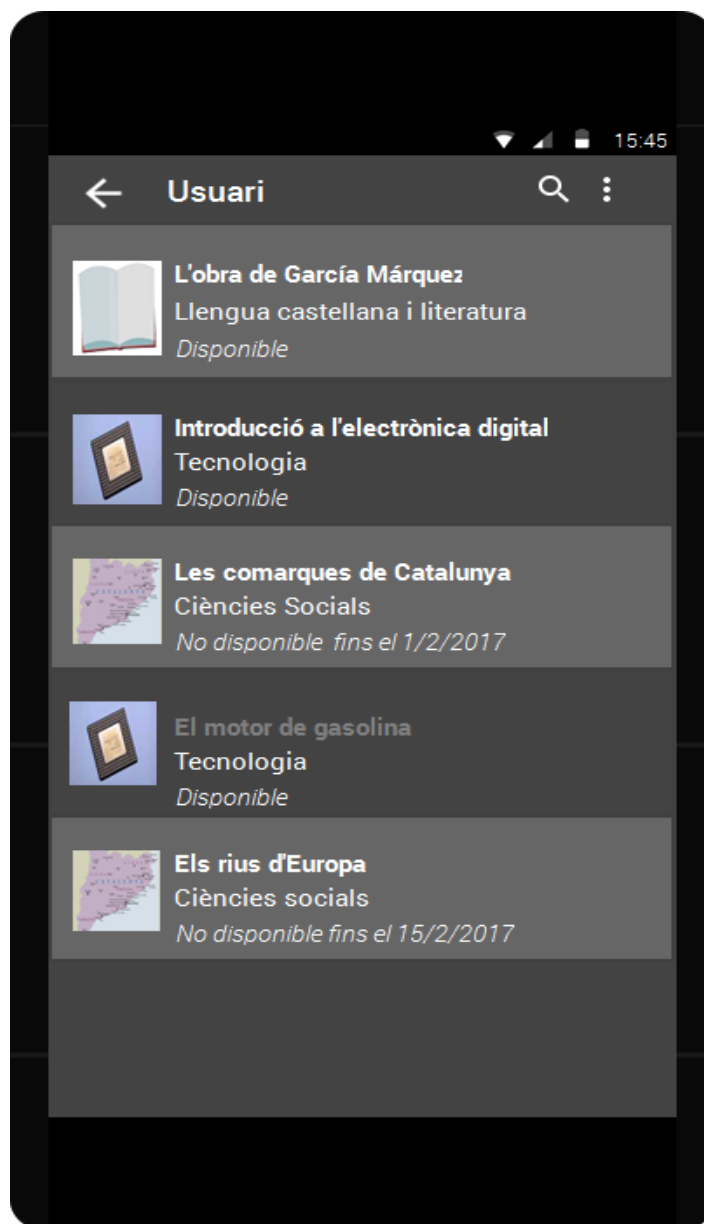 15:45
Usuari
L'obra de García Márquez
Llengua castellana i literatura
Disponible
Introducció a l'electrònica digital
Tecnologia
Disponible
Les comarques de Catalunya
Ciències Socials
No disponible fins el 1/2/2017
El motor de gasolina
Tecnologia
Disponible
Els rius d'Europa
Ciències socials
No disponible fins el 15/2/2017